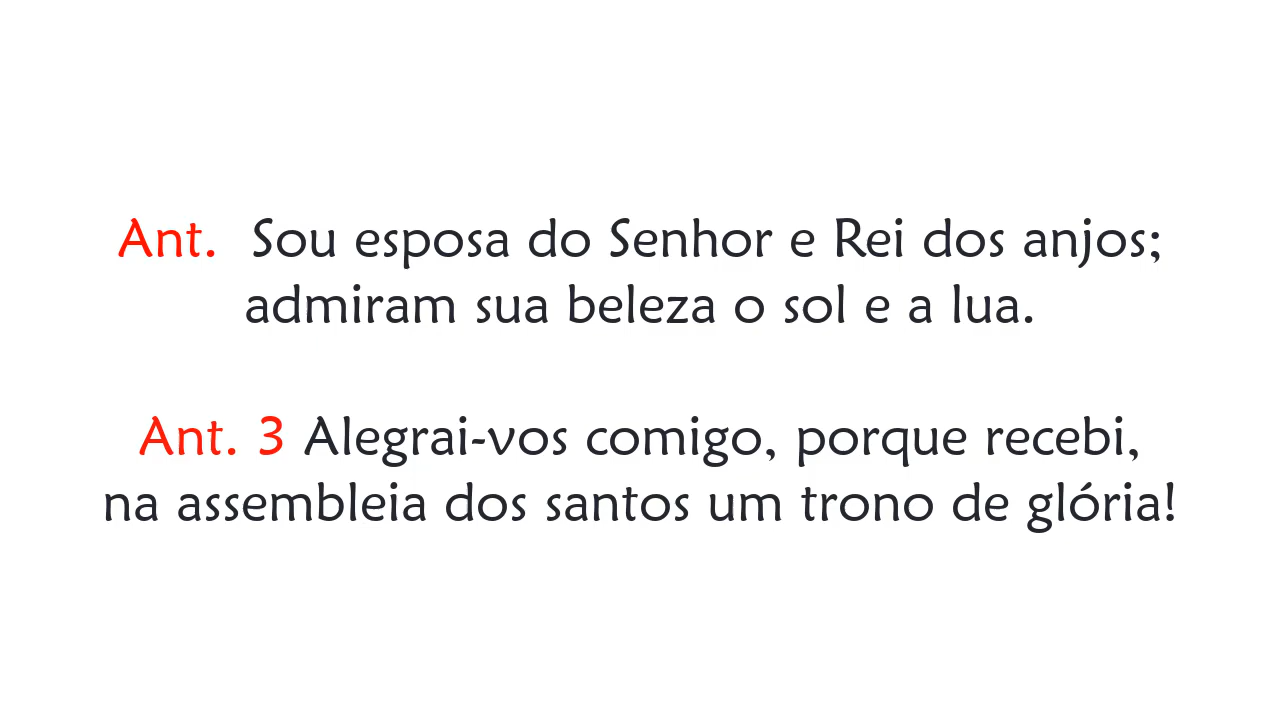 Ant. Sou esposa do Senhor e Rei dos anjos;
admiram sua beleza o sol e a lua.
Ant. 3 Alegrai-vos comigo, porque recebi,
na assembleia dos santos um trono de glória!